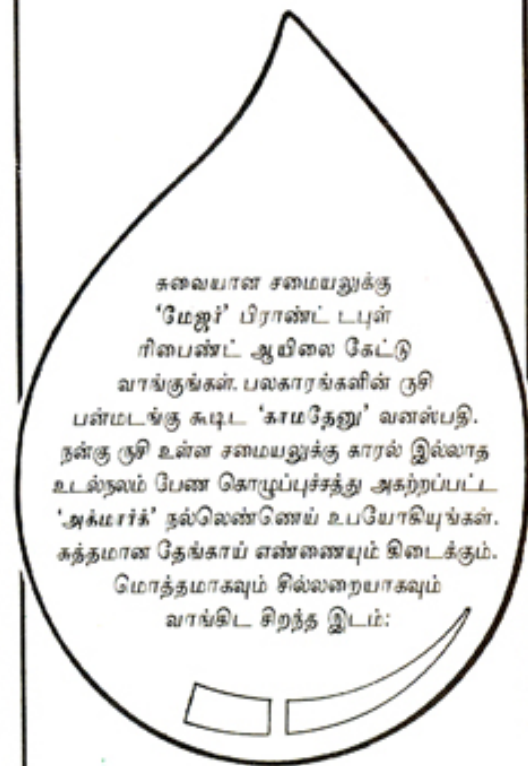 சுவையான சமையலுக்கு
‘மேஜர்’ பிராண்ட் டபுள்
ரிபைண்ட் ஆயிலை கேட்டு
வாங்குங்கள். பலகாரங்களின் ருசி
பன்மடங்கு கூடிட ‘காமதேனு’ வனஸ்பதி.
நன்கு ருசி உள்ள சமையலுக்கு காரல் இல்லாத
உடல்நலம் பேண கொழுப்புச்சத்து அகற்றப்பட்ட
‘அக்மார்க்’ நல்லெண்ணெய் உபயோகியுங்கள்.
சுத்தமான தேங்காய் எண்ணையும் கிடைக்கும்.
மொத்தமாகவும் சில்லறையாகவும்
வாங்கிட சிறந்த இடம்: